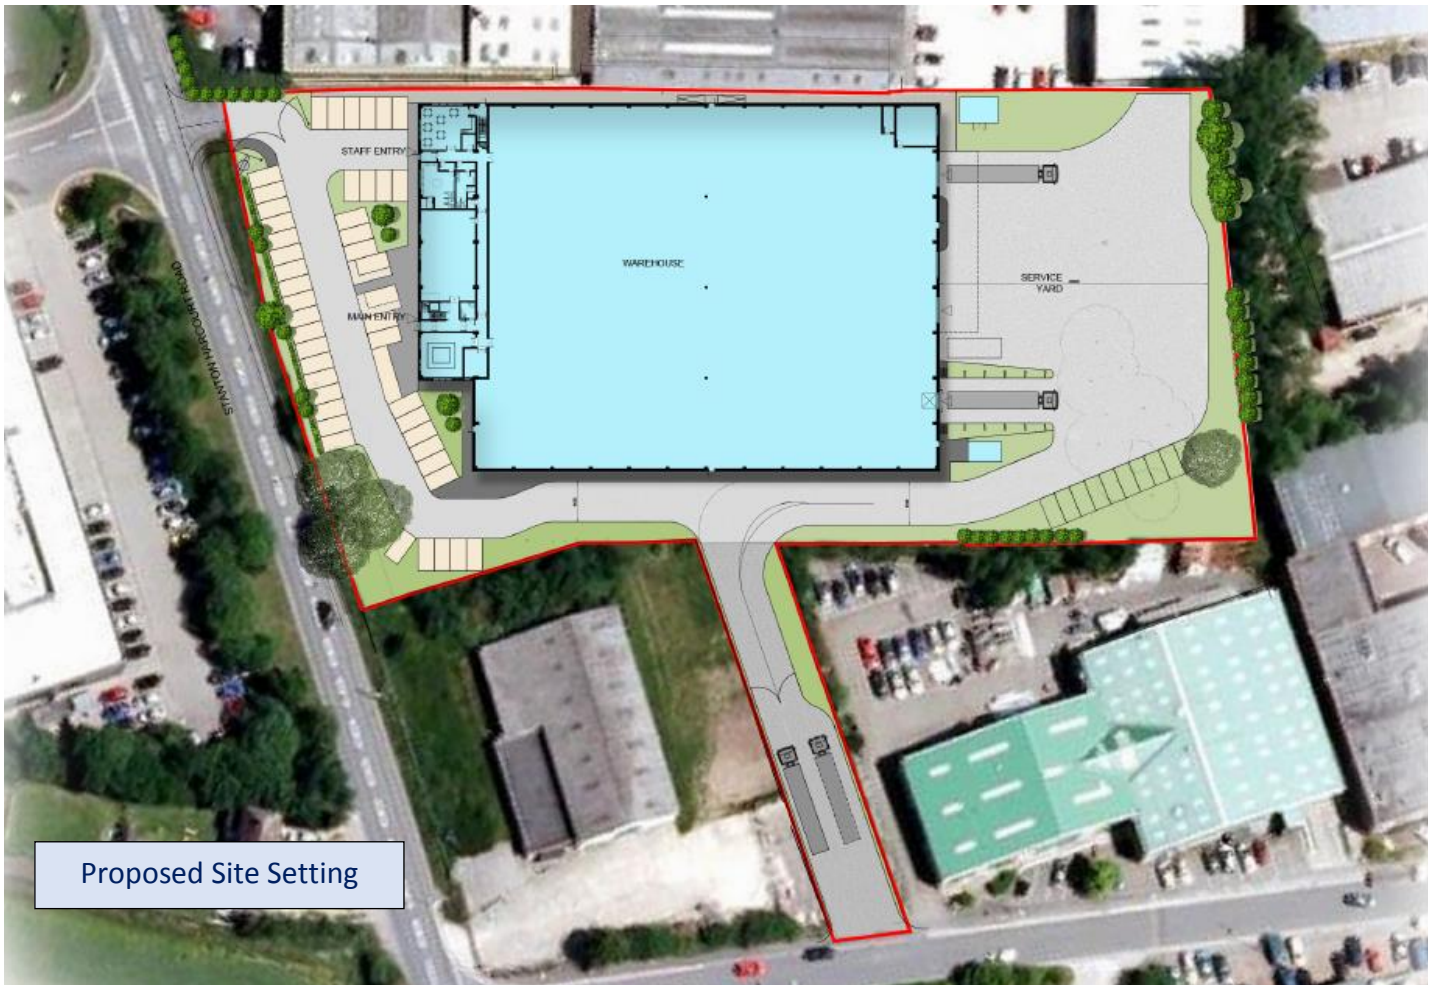 STAFF ENTRY
WAREHOUSE
STANTON HARCOURT ROAD
SERVICE
YARD
MAIN ENTRY
Proposed Site Setting